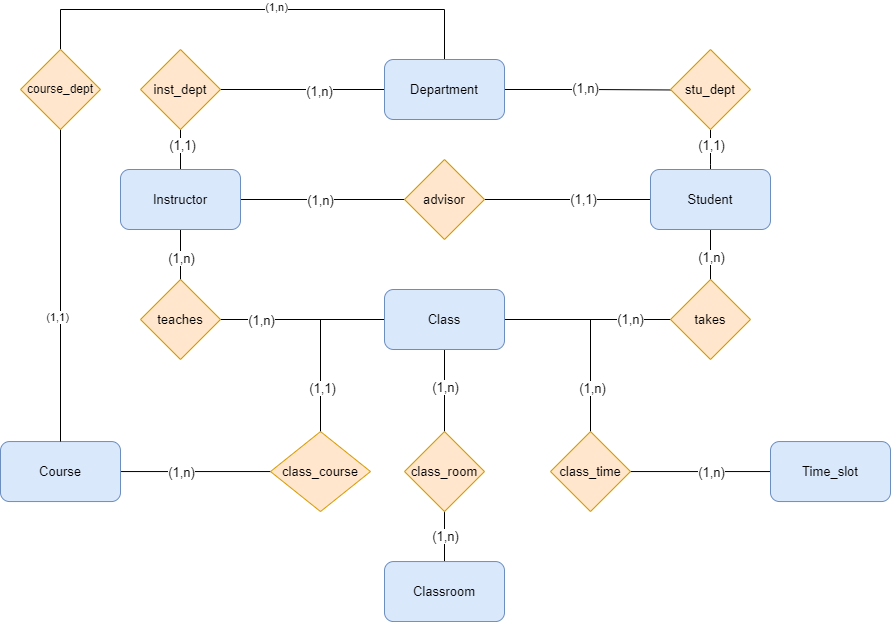 (1,n)
course_dept
inst_dept
(1,n)
Department
(1,n)
stu_dept
(1,1)
(1,1)
Instructor
(1,n)
advisor
(1,1)
Student
(1,n)
(1,n)
(1,1)
teaches
(1,n)
Class
(1,n)
takes
(1,1)
(1,n)
(1,n)
Course
(1,n)
class_course
class_room
class_time
(1,n)
Time_slot
(1,n)
Classroom